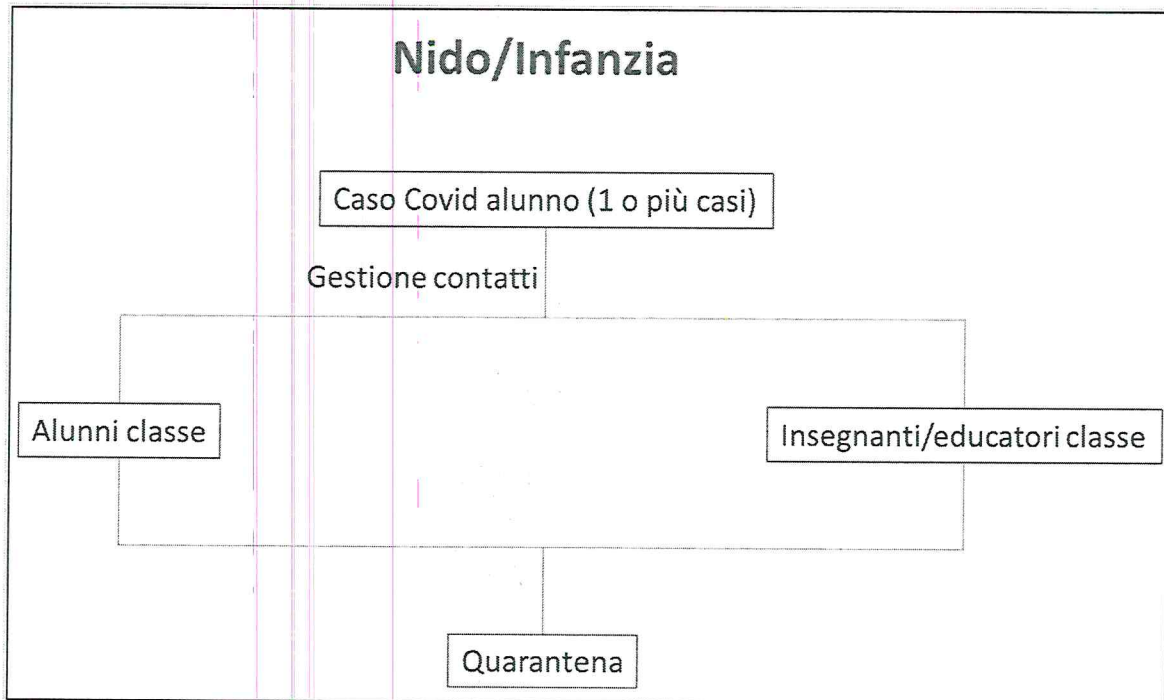 Nido/Infanzia
Caso Covid alunno (1 o più casi)
Gestione contatti
Alunni classe
Insegnanti/educatori classe
Quarantena